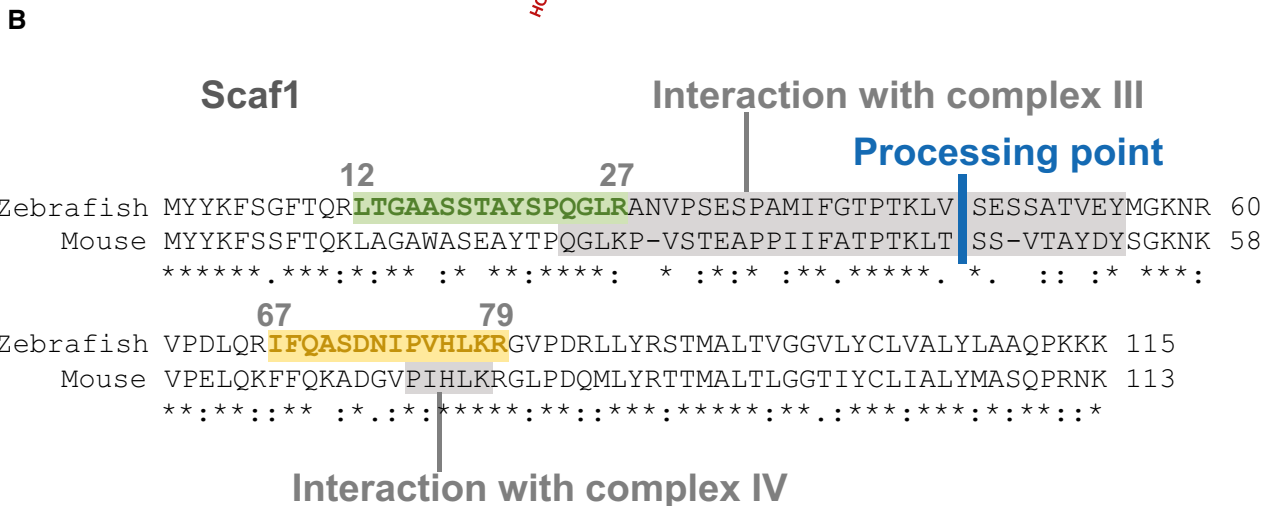 B
HC
Scaf1
Interaction with complex III
Processing point
12 27
Zebrafish MYYKFSGFTQRLTGAASSTAYSPQGLRANVPSESPAMIFGTPTKLV SESSATVEYMGKNR 60
Mouse MYYKFSSFTQKLAGAWASEAYTPQGLKP-VSTEAPPIIFATPTKLT SS-VTAYDYSGKNK 58
******.***:*:** :* **:****: * :*:* :**.*****. *. :: :* ***:
67 79
Zebrafish VPDLQRIFQASDNIPVHLKRGVPDRLLYRSTMALTVGGVLYCLVALYLAAQPKKK 115
Mouse VPELQKFFQKADGVPIHLKRGLPDQMLYRTTMALTLGGTIYCLIALYMASQPRNK 113
**:**::** :*.:*:*****:**::***:*****:**.:***:***:*:**::*
Interaction with complex IV